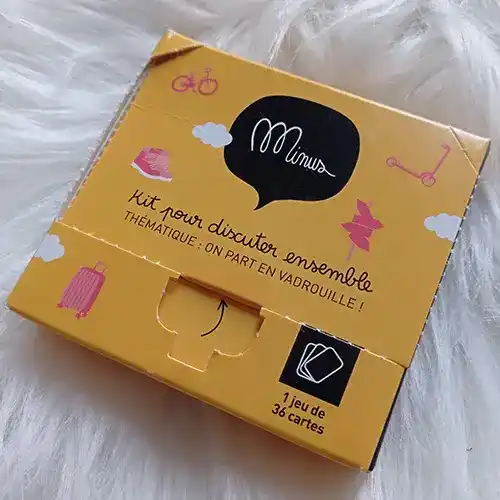 Minus
Kit pour discuter ensemble
THÉMATIQUE : ON PART EN VADROUILLE !
1 jeu de
36 cartes